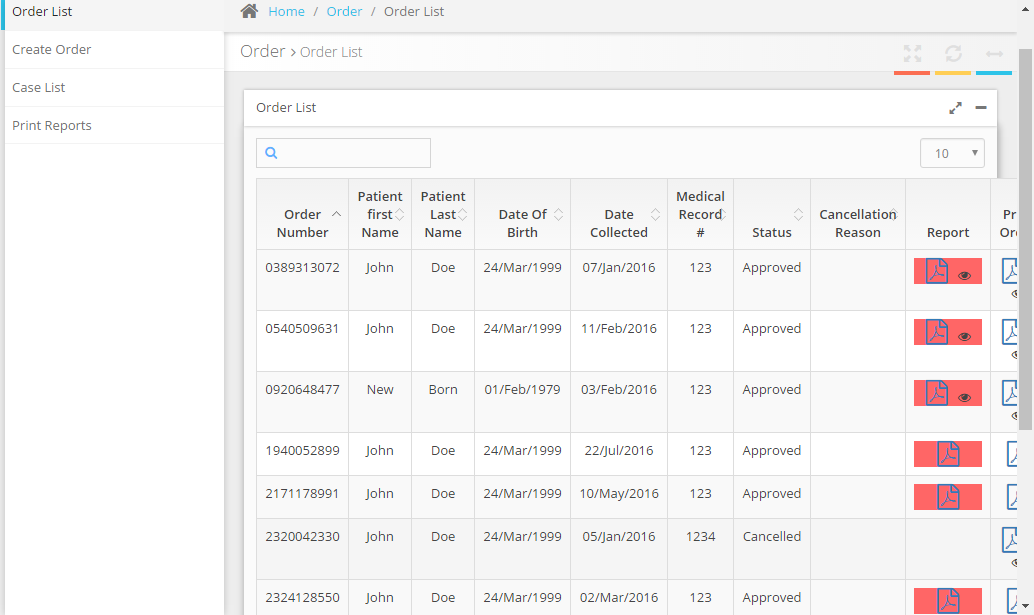 Order List
Create Order
Case List
Print Reports
Home / Order / Order List
Order > Order List
Order List
10
Order Number Patient first Name Patient Last Name Date Of Birth Date Collected Medical Record # Status Cancellation Reason Report
0389313072 John Doe 24/Mar/1999 07/Jan/2016 123 Approved
0540509631 John Doe 24/Mar/1999 11/Feb/2016 123 Approved
0920648477 New Born 01/Feb/1979 03/Feb/2016 123 Approved
1940052899 John Doe 24/Mar/1999 22/Jul/2016 123 Approved
2171178991 John Doe 24/Mar/1999 10/May/2016 123 Approved
2320042330 John Doe 24/Mar/1999 05/Jan/2016 1234 Cancelled
2324128550 John Doe 24/Mar/1999 02/Mar/2016 123 Approved